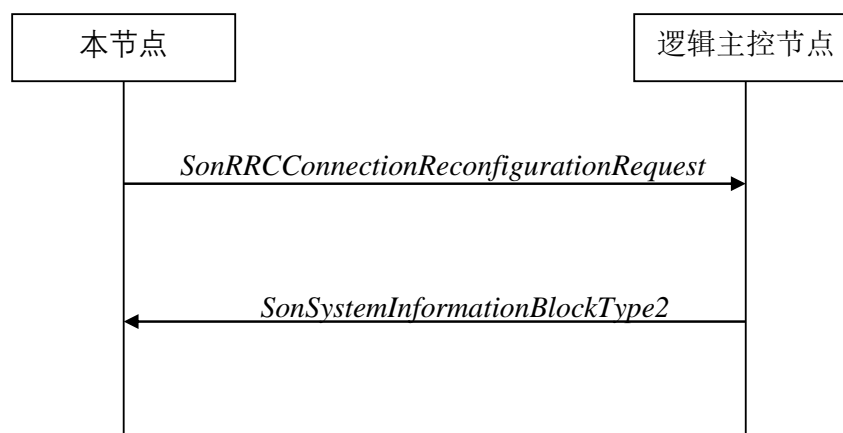 本节点
逻辑主控节点
SonRRCConnectionReconfigurationRequest
SonSystemInformationBlockType2